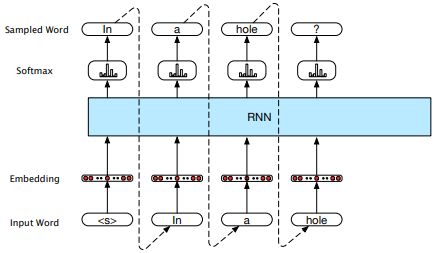 Sampled Word In a hole ?
Softmax
RNN
Embedding
Input Word <s> In a hole